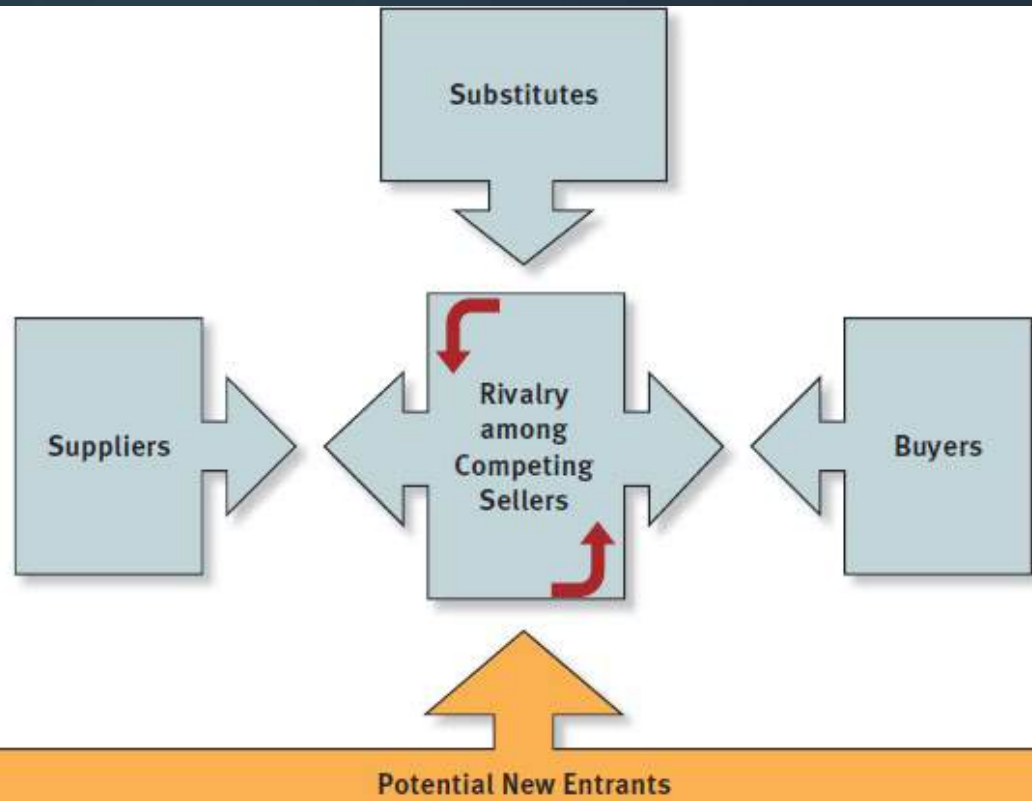 Substitutes
Suppliers
Rivalry
among
Competing
Sellers
Buyers
Potential New Entrants